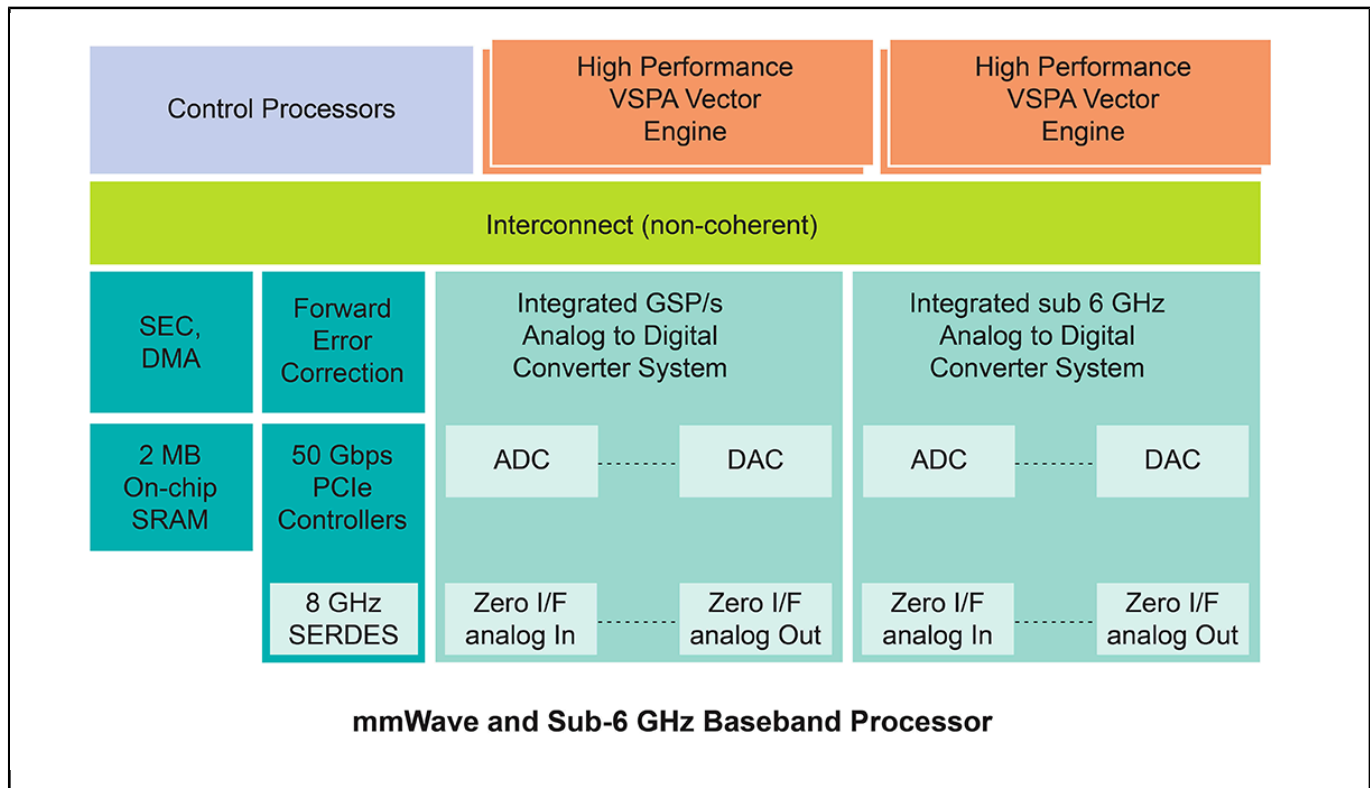 Control Processors
High Performance
VSPA Vector
Engine
High Performance
VSPA Vector
Engine
Interconnect (non-coherent)
SEC,
DMA
Forward
Error
Correction
Integrated GSP/s
Analog to Digital
Converter System
Integrated sub 6 GHz
Analog to Digital
Converter System
2 MB
On-chip
SRAM
50 Gbps
PCIe
Controllers
ADC
DAC
ADC
DAC
8 GHz
SERDES
Zero I/F
analog In
Zero I/F
analog Out
Zero I/F
analog In
Zero I/F
analog Out
mmWave and Sub-6 GHz Baseband Processor